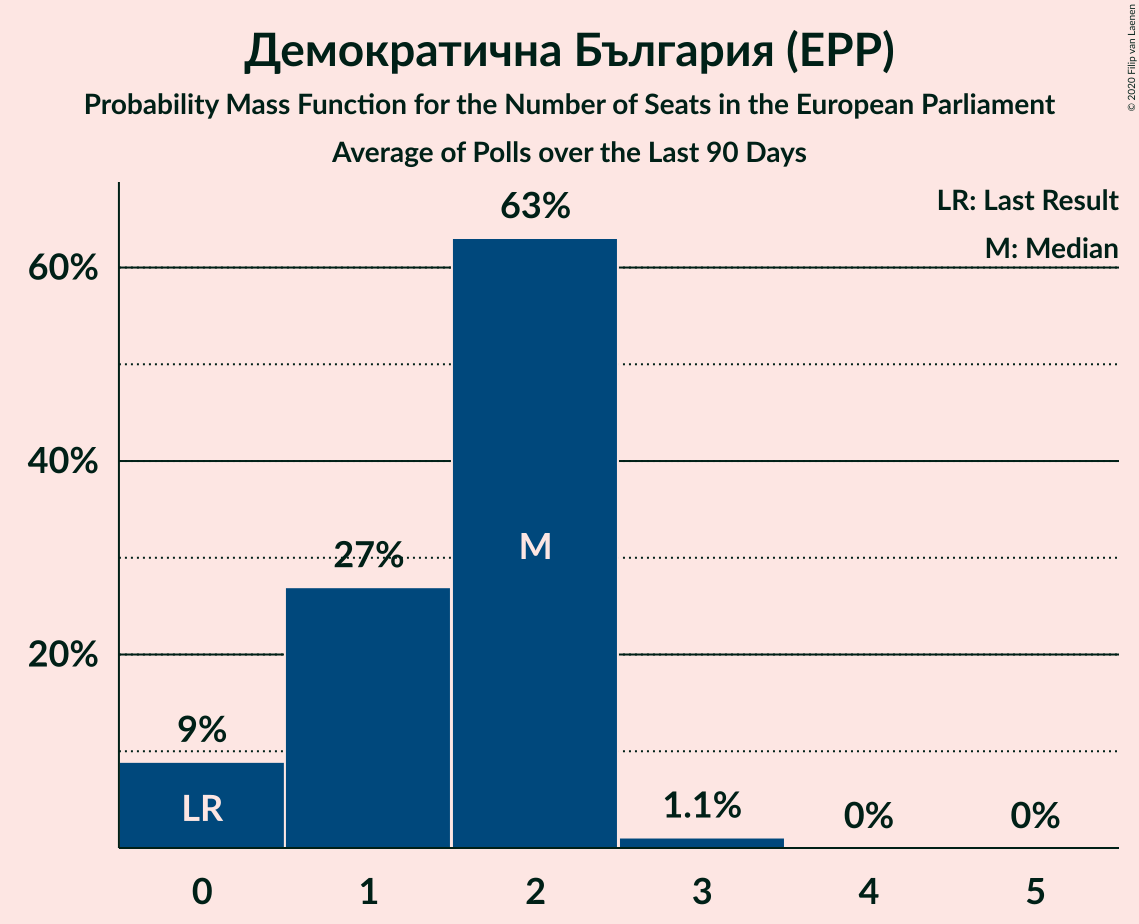 Демократична България (EPP)
Probability Mass Function for the Number of Seats in the European Parliament
Average of Polls over the Last 90 Days
© 2020 Filip van Laenen
LR: Last Result
M: Median
63%
60%
40%
27%
M
20%
9%
LR
1.1%
0%
0%
0
1
2
3
4
5